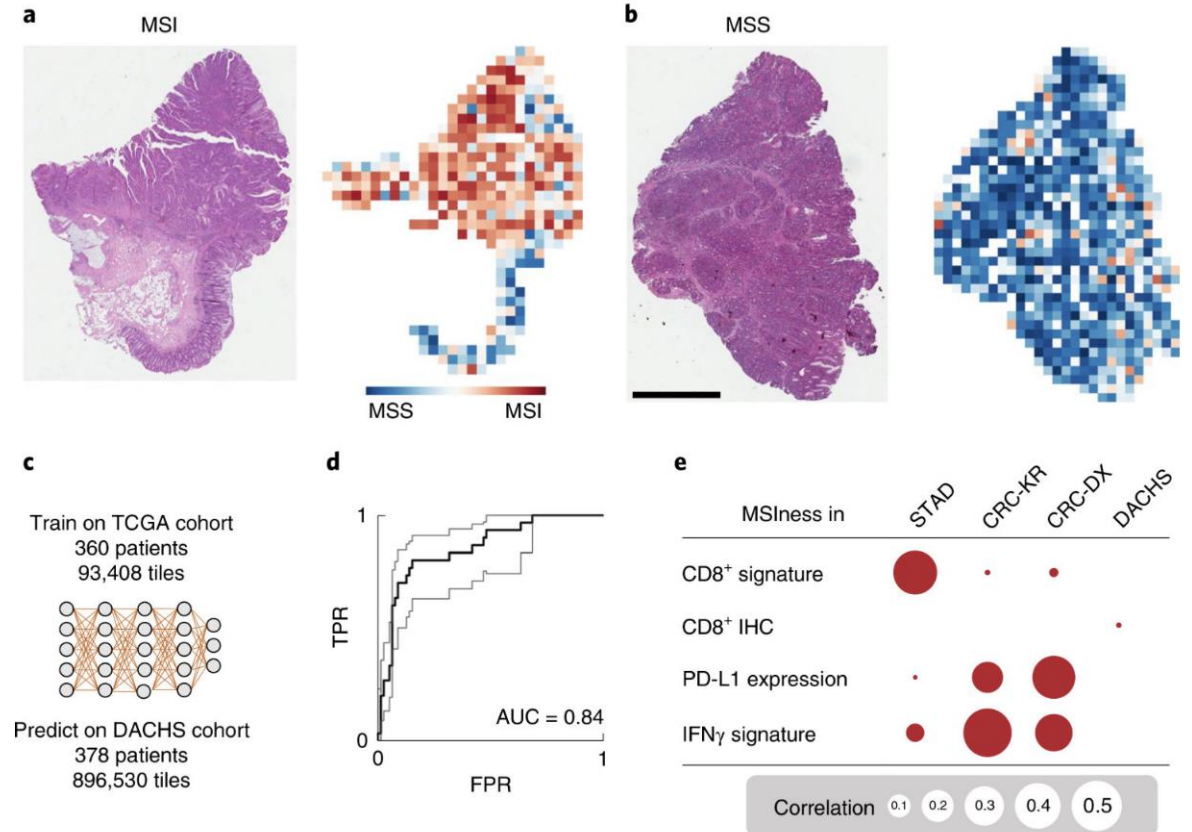 a
MSI
MSS MSI
b
MSS
c
Train on TCGA cohort
360 patients
93,408 tiles
Predict on DACHS cohort
378 patients
896,530 tiles
d
1
TPR
AUC = 0.84
0
0 1
FPR
e
MSIness in STAD CRC-KR CRC-DX DACHS
CD8⁺ signature
CD8⁺ IHC
PD-L1 expression
IFNγ signature
Correlation 0.1 0.2 0.3 0.4 0.5